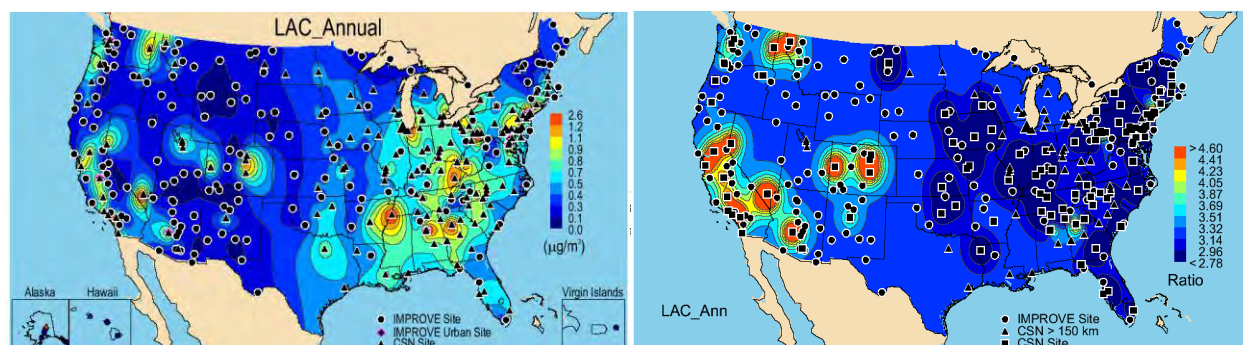 LAC_Annual
2.6
1.2
1.1
0.9
0.8
0.7
0.5
0.4
0.3
0.1
0.0
(µg/m³)
Alaska
Hawaii
Virgin Islands
IMPROVE Site
IMPROVE Urban Site
CSN Site
> 4.60
4.41
4.23
4.05
3.87
3.69
3.51
3.32
3.14
2.96
< 2.78
Ratio
LAC_Ann
IMPROVE Site
CSN > 150 km
CSN Site